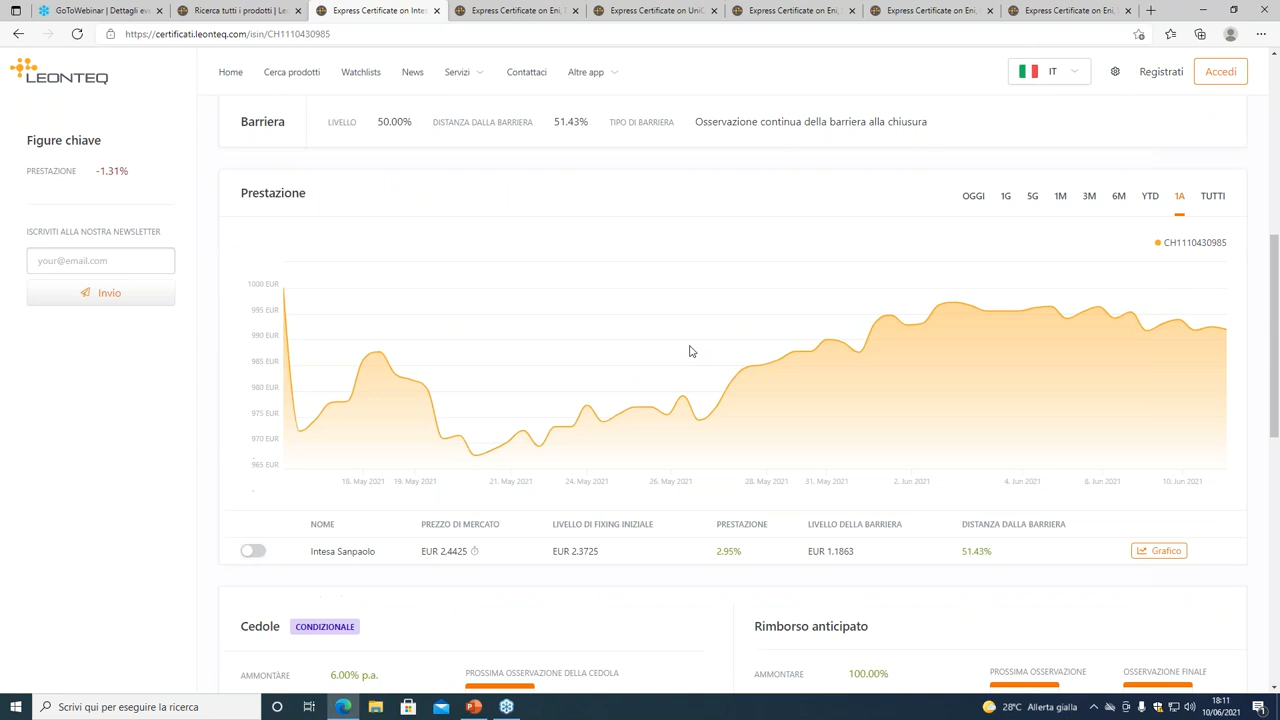 GoToWebinar | Dettagli eve
Ricerca tutti i prodotti | Le
Express Certificate on Inte
Express Certificate on Eni,
Express Certificate on UniC
Express Certificate on Eni,
Express Certificate on Eni,
Express Certificate on Eni,
https://certificati.leonteq.com/isin/CH1110430985
LEONTEQ
Home Cerca prodotti Watchlists News Servizi Contattaci Altre app
IT Registrati Accedi
Barriera LIVELLO 50.00% DISTANZA DALLA BARRIERA 51.43% TIPO DI BARRIERA Osservazione continua della barriera alla chiusura
Figure chiave
PRESTAZIONE -1.31%
ISCRIVITI ALLA NOSTRA NEWSLETTER
your@email.com
Invio
Prestazione
OGGI 1G 5G 1M 3M 6M YTD 1A TUTTI
CH1110430985
1000 EUR
995 EUR
990 EUR
985 EUR
980 EUR
975 EUR
970 EUR
965 EUR
18. May 2021 19. May 2021 21. May 2021 24. May 2021 26. May 2021 28. May 2021 31. May 2021 2. Jun 2021 4. Jun 2021 8. Jun 2021 10. Jun 2021
NOME PREZZO DI MERCATO LIVELLO DI FIXING INIZIALE PRESTAZIONE LIVELLO DELLA BARRIERA DISTANZA DALLA BARRIERA
Intesa Sanpaolo EUR 2.4425 EUR 2.3725 2.95% EUR 1.1863 51.43% Grafico
Cedole CONDIZIONALE
AMMONTARE 6.00% p.a. PROSSIMA OSSERVAZIONE DELLA CEDOLA
Rimborso anticipato
AMMONTARE 100.00% PROSSIMA OSSERVAZIONE OSSERVAZIONE FINALE
Scrivi qui per eseguire la ricerca
28°C Allerta gialla
18:11
10/06/2021
1